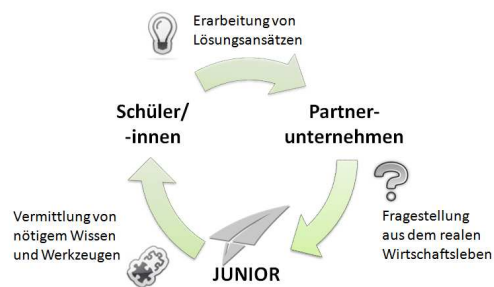 Erarbeitung von
Lösungsansätzen
Schüler/
-innen
Partner-
unternehmen
Vermittlung von
nötigem Wissen
und Werkzeugen
Fragestellung
aus dem realen
Wirtschaftsleben
JUNIOR